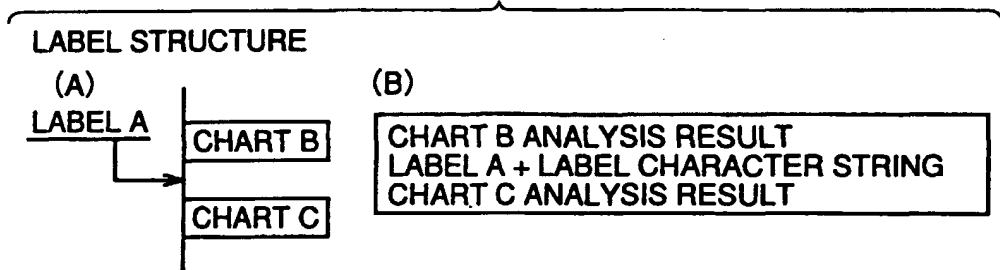 LABEL STRUCTURE
(A)
LABEL A
CHART B
CHART C
(B)
CHART B ANALYSIS RESULT
LABEL A + LABEL CHARACTER STRING
CHART C ANALYSIS RESULT